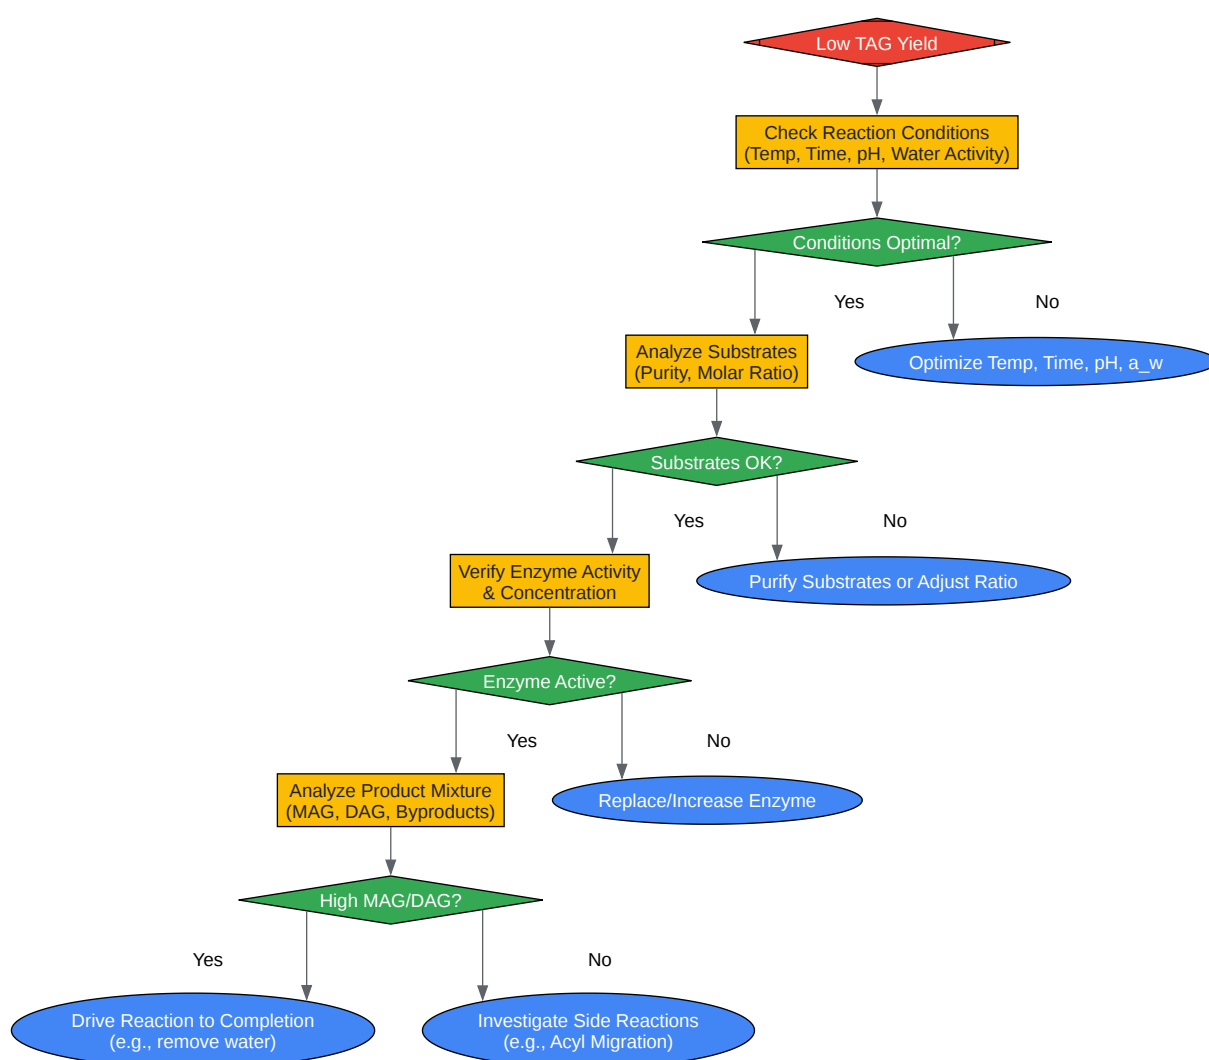 Low TAG Yield
Check Reaction Conditions
(Temp, Time, pH, Water Activity)
Conditions Optimal?
Yes
No
Analyze Substrates
(Purity, Molar Ratio)
Optimize Temp, Time, pH, a_w
Substrates OK?
Yes
No
Verify Enzyme Activity
& Concentration
Purify Substrates or Adjust Ratio
Enzyme Active?
Yes
No
Analyze Product Mixture
(MAG, DAG, Byproducts)
Replace/Increase Enzyme
High MAG/DAG?
Yes
No
Drive Reaction to Completion
(e.g., remove water)
Investigate Side Reactions
(e.g., Acyl Migration)